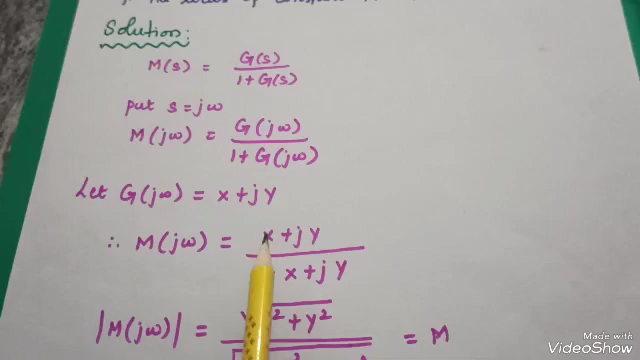 Solution:
M(s) = G(s) / 1 + G(s)
put s = jω
M(jω) = G(jω) / 1 + G(jω)
Let G(jω) = x + jy
∴ M(jω) = x + jy / x + jy
|M(jω)| = ² + y² = M
Made with
VideoShow